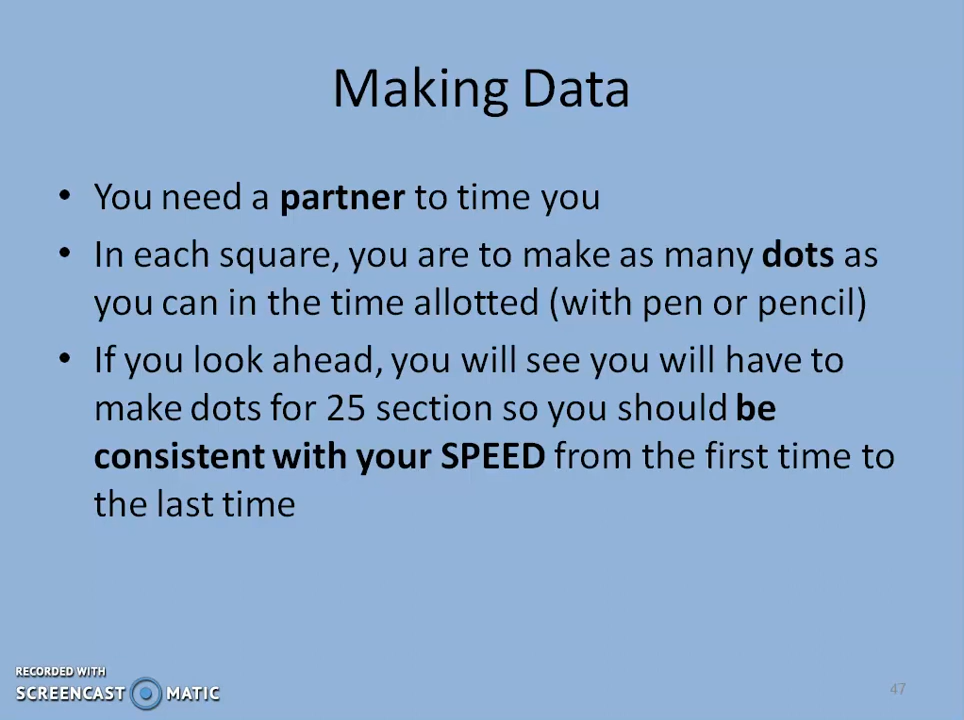 Making Data
• You need a partner to time you
• In each square, you are to make as many dots as
you can in the time allotted (with pen or pencil)
• If you look ahead, you will see you will have to
make dots for 25 section so you should be
consistent with your SPEED from the first time to
the last time
RECORDED WITH
SCREENCAST MATIC
47